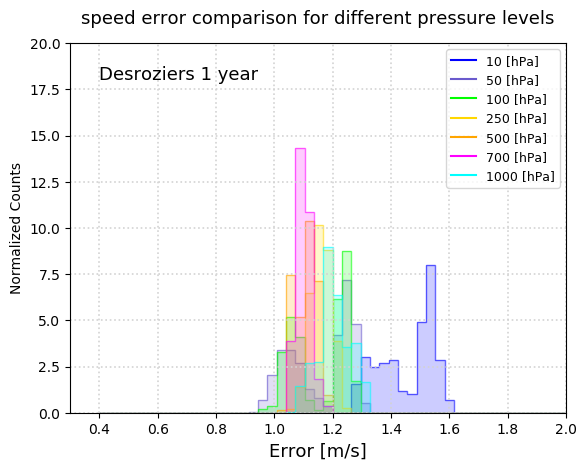 speed error comparison for different pressure levels
20.0
17.5
15.0
12.5
10.0
7.5
5.0
2.5
0.0
Normalized Counts
Desroziers 1 year
10 [hPa]
50 [hPa]
100 [hPa]
250 [hPa]
500 [hPa]
700 [hPa]
1000 [hPa]
0.4 0.6 0.8 1.0 1.2 1.4 1.6 1.8 2.0
Error [m/s]